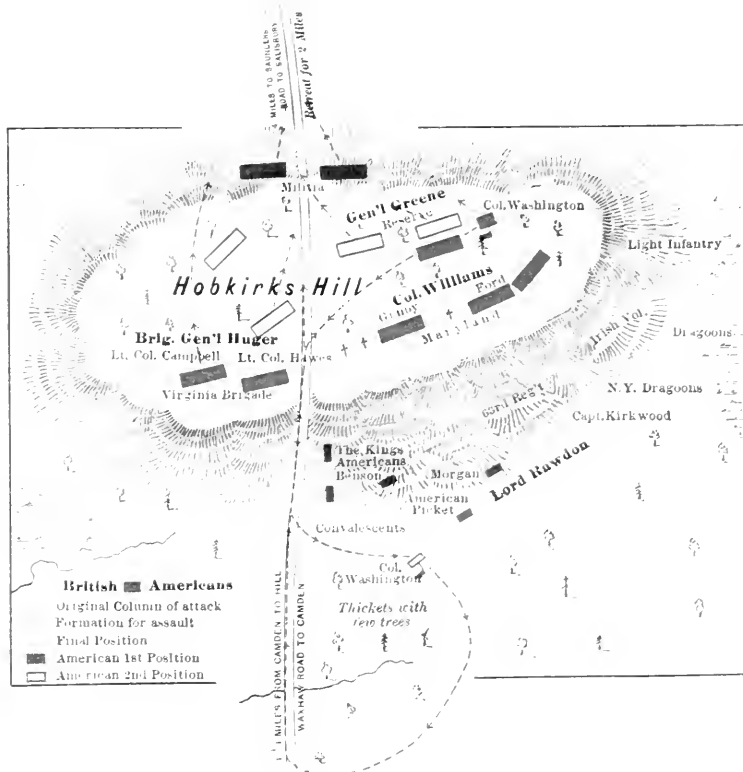 MILES TO SAUNDERS
ROAD TO SALISBURY
Retreat for 2 Miles
Militia
Gen'l Greene
Reserve
Col. Washington
Light Infantry
Hobkirks Hill
Col. Williams
Ford
Gunby
Maryland
Irish Vol.
Dragoons
Brig. Gen'l Huger
Lt. Col. Campbell
Lt. Col. Hawes
Virginia Brigade
N.Y. Dragoons
63rd Reg't
Capt. Kirkwood
The Kings
Americans
Benson
Morgan
Lord Rawdon
American
Picket
Convalescents
Col.
Washington
Thickets with
few trees
British Americans
Original Column of attack
Formation for assault
Final Position
American 1st Position
American 2nd Position
MILES FROM CAMDEN TO HILL
WAXHAW ROAD TO CAMDEN